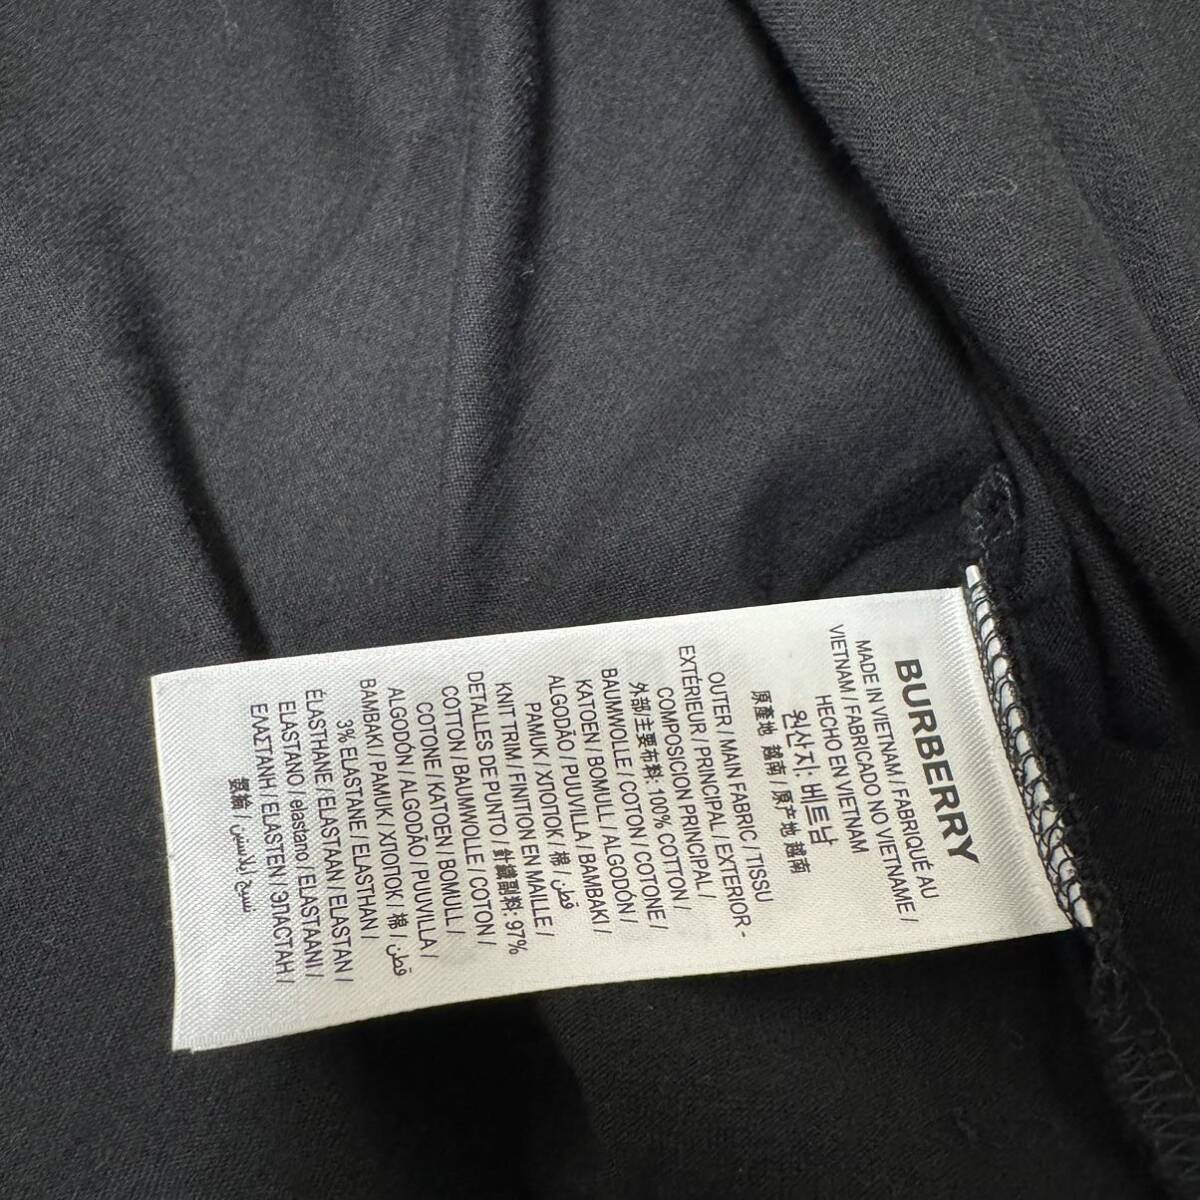 BURBERRY
MADE IN VIETNAM / FABRIQUÉ AU
VIETNAM / FABRICADO NO VIETNAME /
HECHO EN VIETNAM
원산지: 베트남
原產地 越南 / 原产地 越南
OUTER / MAIN FABRIC / TISSU
EXTÉRIEUR / PRINCIPAL / EXTERIOR -
COMPOSICION PRINCIPAL /
外部/主要布料: 100% COTTON /
BAUMWOLLE / COTON / COTONE /
KATOEN / BOMULL / ALGODÓN /
ALGODÃO / PUUVILLA / BAMBAKI /
PAMUK / ХЛОПОК / 棉 / قطن
KNIT TRIM / FINITION EN MAILLE /
DETALLES DE PUNTO / 針織副料: 97%
COTTON / BAUMWOLLE / COTON /
COTONE / KATOEN / BOMULL /
ALGODÓN / ALGODÃO / PUUVILLA /
BAMBAKI / PAMUK / ХЛОПОК / 棉 / قطن
3% ELASTANE / ELASTHAN /
ÉLASTHANE / ELASTAAN / ELASTAN /
ELASTANO / elastano / ELASTAANI /
ΕΛΑΣΤΑΝΗ / ELASTEN / ЭЛАСТАН /
氨綸 / نسيج إيلاستين